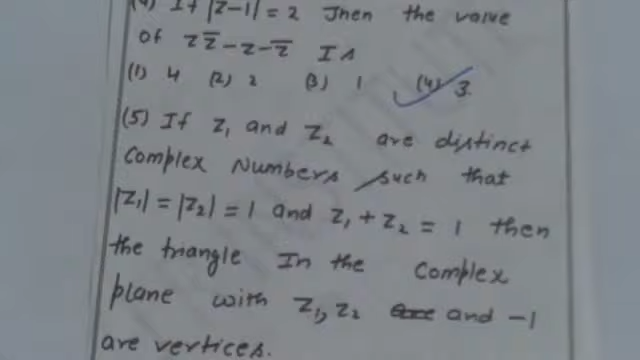 (4) If |z-1| = 2 Then the value
of z z̅ - z - z̅ Is
(1) 4 (2) 2 (3) 1 (4) 3.
(5) If z₁ and z₂ are distinct
Complex Numbers such that
|z₁| = |z₂| = 1 and z₁ + z₂ = 1 then
the triangle In the Complex
plane with z₁, z₂ and -1
are vertices.